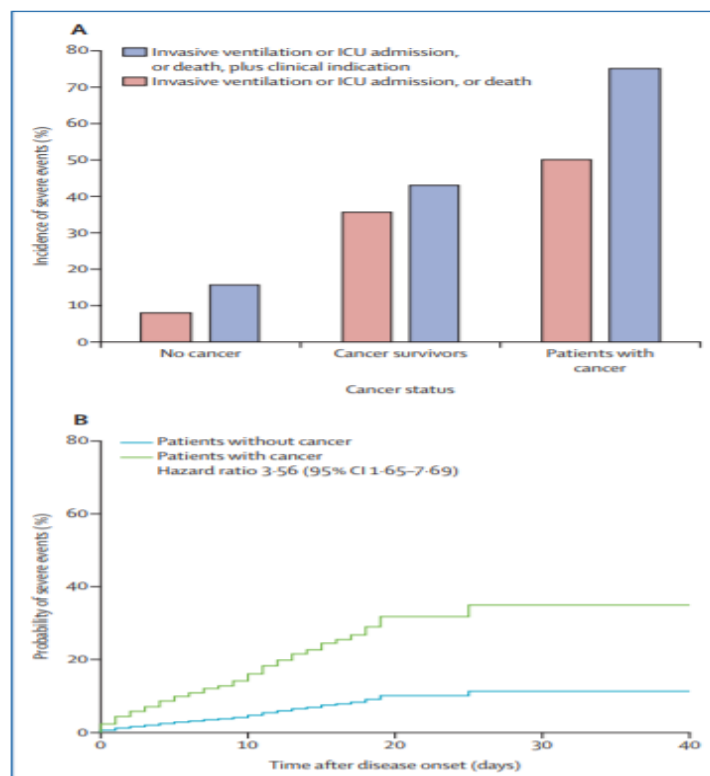 A
Invasive ventilation or ICU admission,
or death, plus clinical indication
Invasive ventilation or ICU admission, or death
Incidence of severe events (%)
80
70
60
50
40
30
20
10
0
No cancer
Cancer survivors
Patients with
cancer
Cancer status
B
Patients without cancer
Patients with cancer
Hazard ratio 3·56 (95% CI 1·65–7·69)
Probability of severe events (%)
80
60
40
20
0
0
10
20
30
40
Time after disease onset (days)